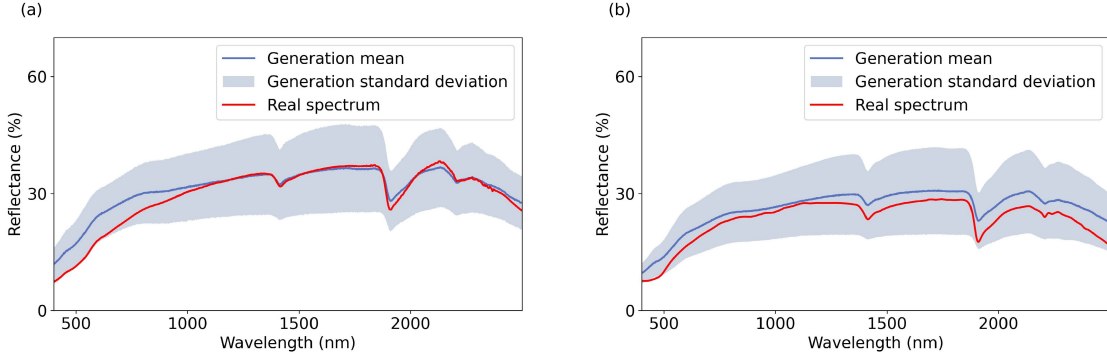 (a)
Generation mean
Generation standard deviation
Real spectrum
60
30
0
Reflectance (%)
500
1000
1500
2000
Wavelength (nm)
(b)
Generation mean
Generation standard deviation
Real spectrum
60
30
0
Reflectance (%)
500
1000
1500
2000
Wavelength (nm)